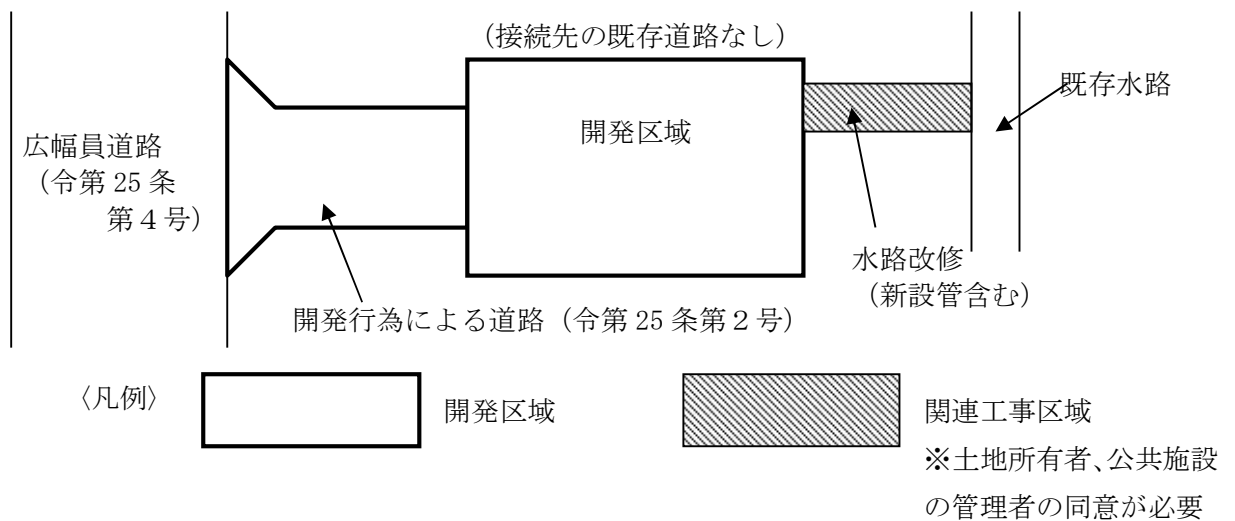 （接続先の既存道路なし）
既存水路
開発区域
広幅員道路
（令第 25 条
第４号）
水路改修
（新設管含む）
開発行為による道路（令第 25 条第２号）
〈凡例〉
開発区域
関連工事区域
※土地所有者、公共施設
の管理者の同意が必要